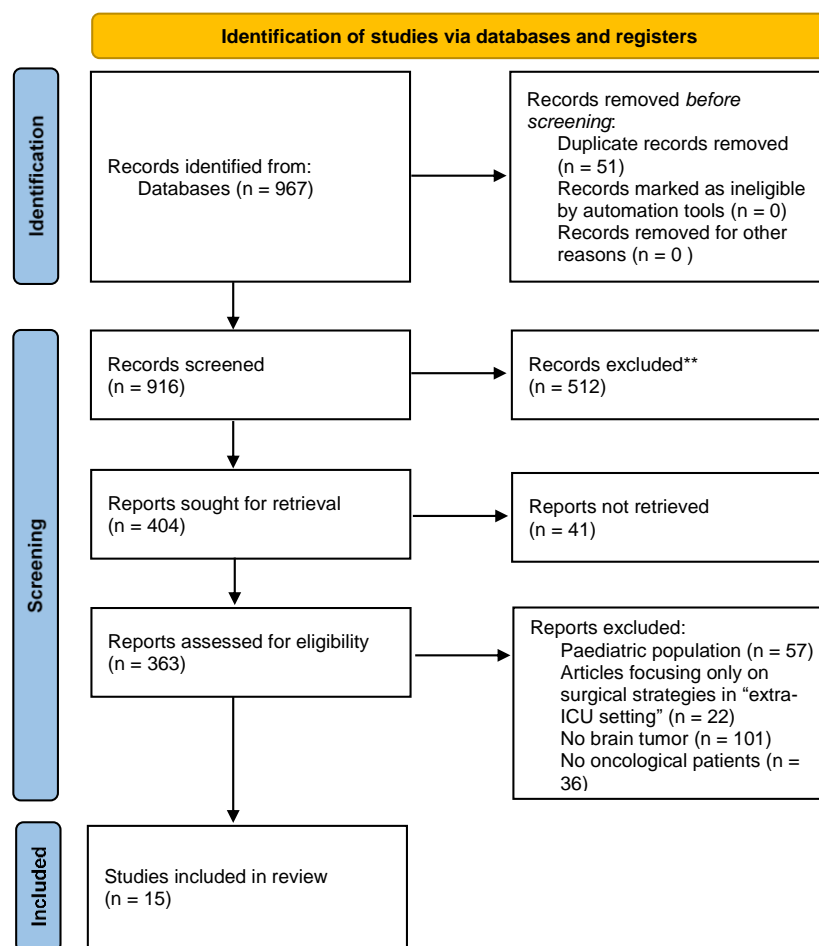 Identification of studies via databases and registers
Identification
Records identified from:
Databases (n = 967)
Records removed before
screening:
Duplicate records removed
(n = 51)
Records marked as ineligible
by automation tools (n = 0)
Records removed for other
reasons (n = 0 )
Screening
Records screened
(n = 916)
Records excluded**
(n = 512)
Reports sought for retrieval
(n = 404)
Reports not retrieved
(n = 41)
Reports assessed for eligibility
(n = 363)
Reports excluded:
Paediatric population (n = 57)
Articles focusing only on
surgical strategies in “extra-
ICU setting” (n = 22)
No brain tumor (n = 101)
No oncological patients (n =
36)
Included
Studies included in review
(n = 15)